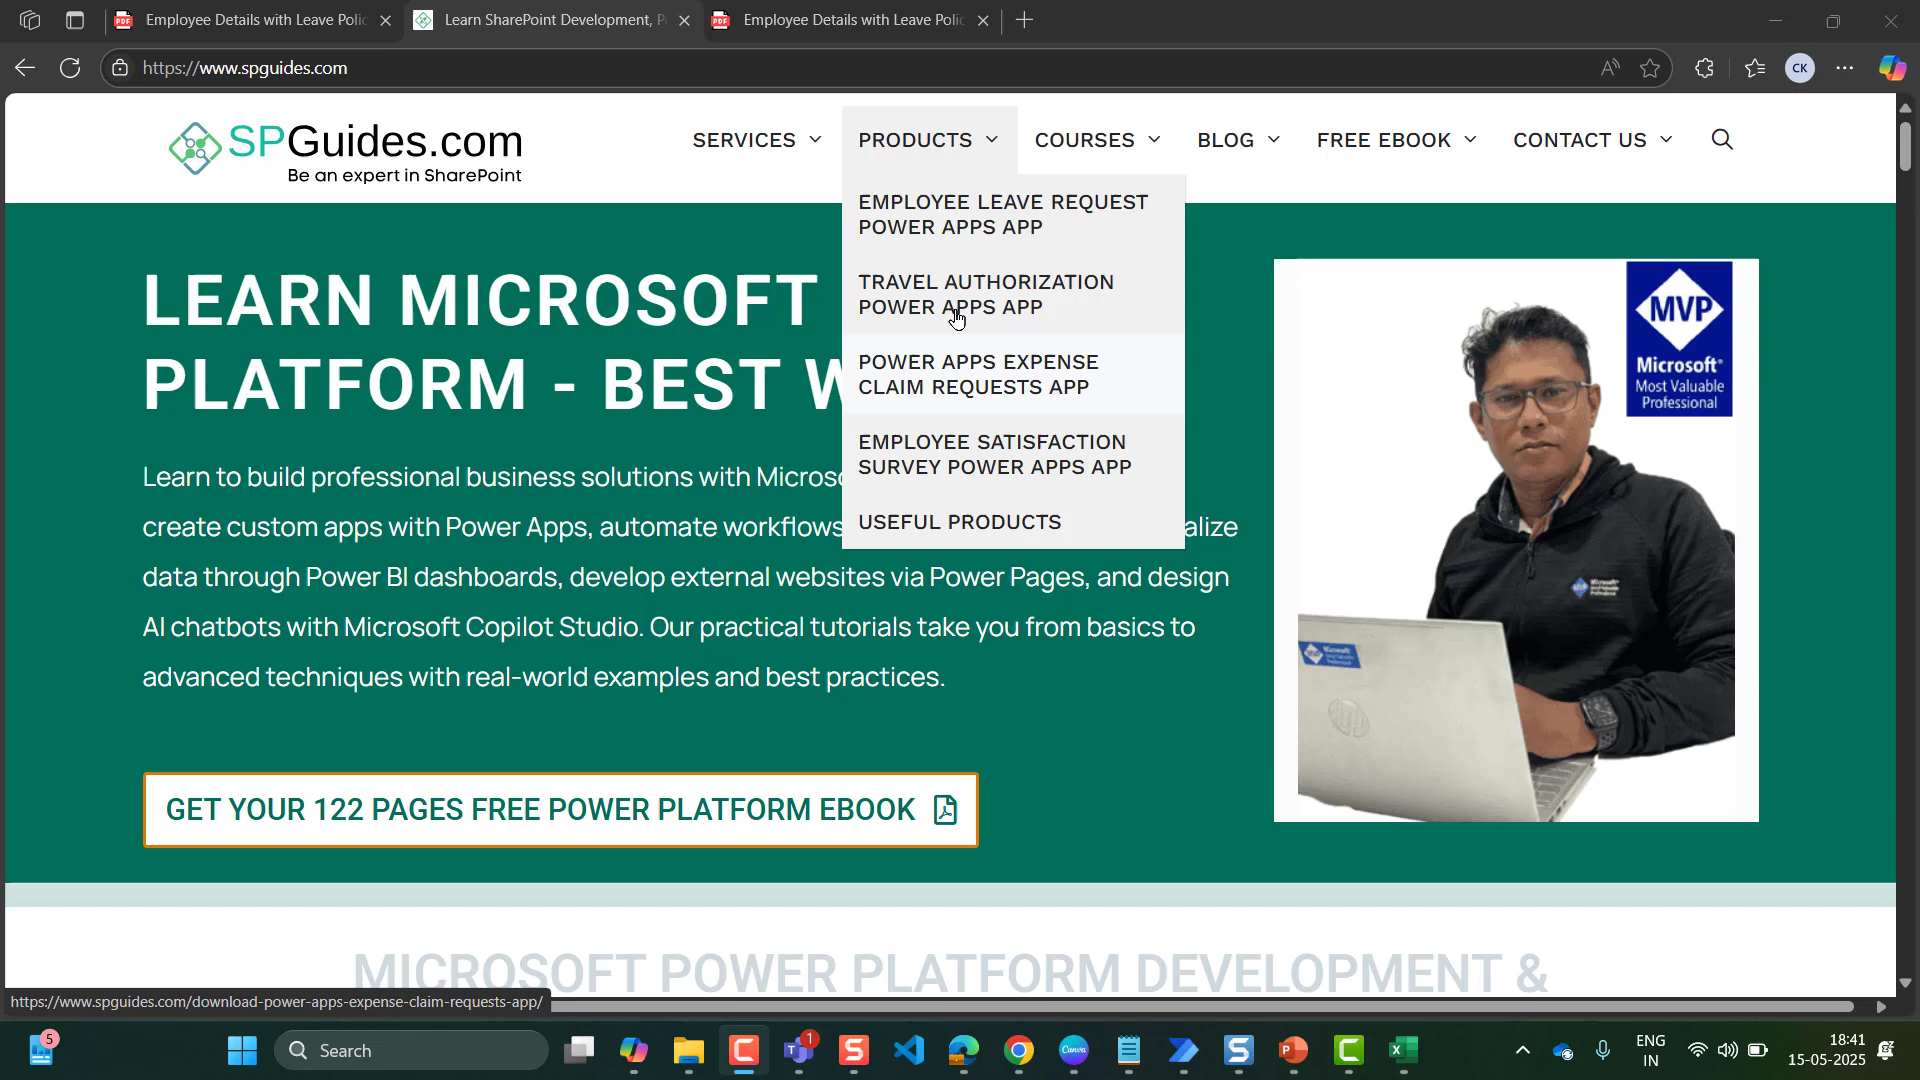 Employee Details with Leave Polic
Learn SharePoint Development, P
Employee Details with Leave Polic
https://www.spguides.com
CK
SPGuides.com
Be an expert in SharePoint
SERVICES
PRODUCTS
COURSES
BLOG
FREE EBOOK
CONTACT US
EMPLOYEE LEAVE REQUEST
POWER APPS APP
TRAVEL AUTHORIZATION
POWER APPS APP
POWER APPS EXPENSE
CLAIM REQUESTS APP
EMPLOYEE SATISFACTION
SURVEY POWER APPS APP
USEFUL PRODUCTS
LEARN MICROSOFT
PLATFORM - BEST W
Learn to build professional business solutions with Microso
create custom apps with Power Apps, automate workflows alize
data through Power BI dashboards, develop external websites via Power Pages, and design
AI chatbots with Microsoft Copilot Studio. Our practical tutorials take you from basics to
advanced techniques with real-world examples and best practices.
GET YOUR 122 PAGES FREE POWER PLATFORM EBOOK
MVP
Microsoft
Most Valuable
Professional
MICROSOFT POWER PLATFORM DEVELOPMENT &
https://www.spguides.com/download-power-apps-expense-claim-requests-app/
5
Search
1
ENG
IN
18:41
15-05-2025